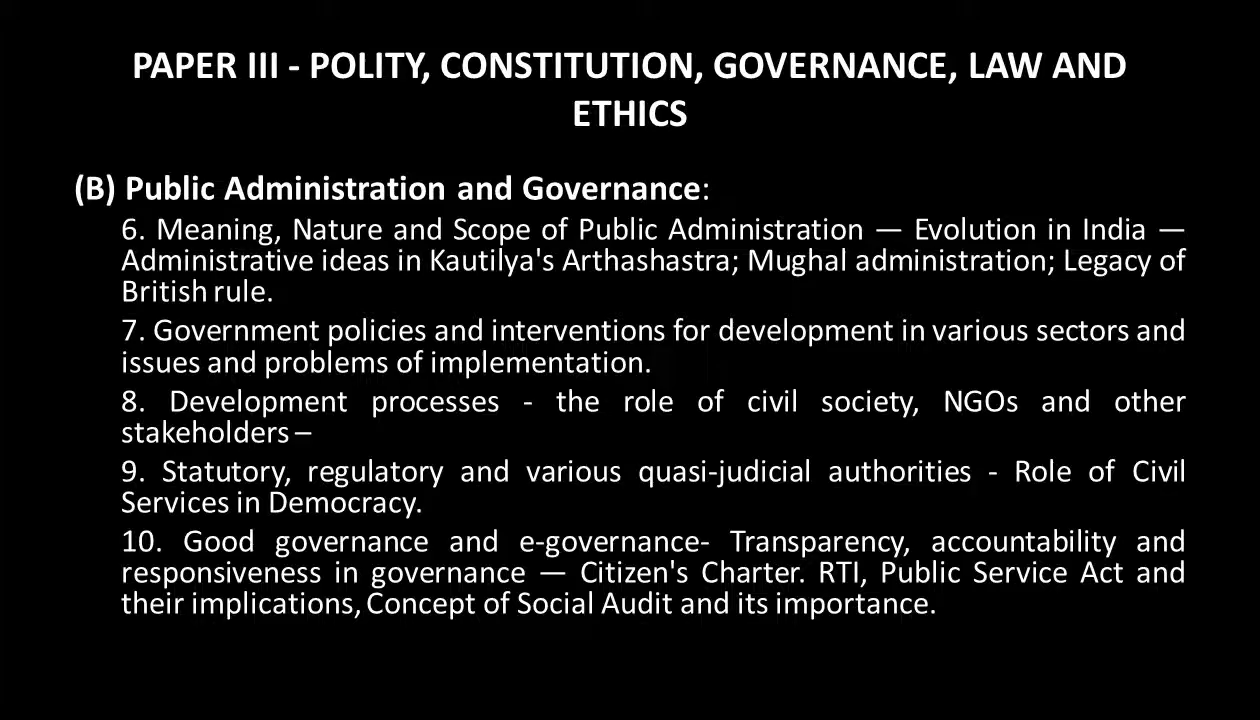 PAPER III - POLITY, CONSTITUTION, GOVERNANCE, LAW AND
ETHICS
(B) Public Administration and Governance:
6. Meaning, Nature and Scope of Public Administration — Evolution in India —
Administrative ideas in Kautilya's Arthashastra; Mughal administration; Legacy of
British rule.
7. Government policies and interventions for development in various sectors and
issues and problems of implementation.
8. Development processes - the role of civil society, NGOs and other
stakeholders –
9. Statutory, regulatory and various quasi-judicial authorities - Role of Civil
Services in Democracy.
10. Good governance and e-governance- Transparency, accountability and
responsiveness in governance — Citizen's Charter. RTI, Public Service Act and
their implications, Concept of Social Audit and its importance.